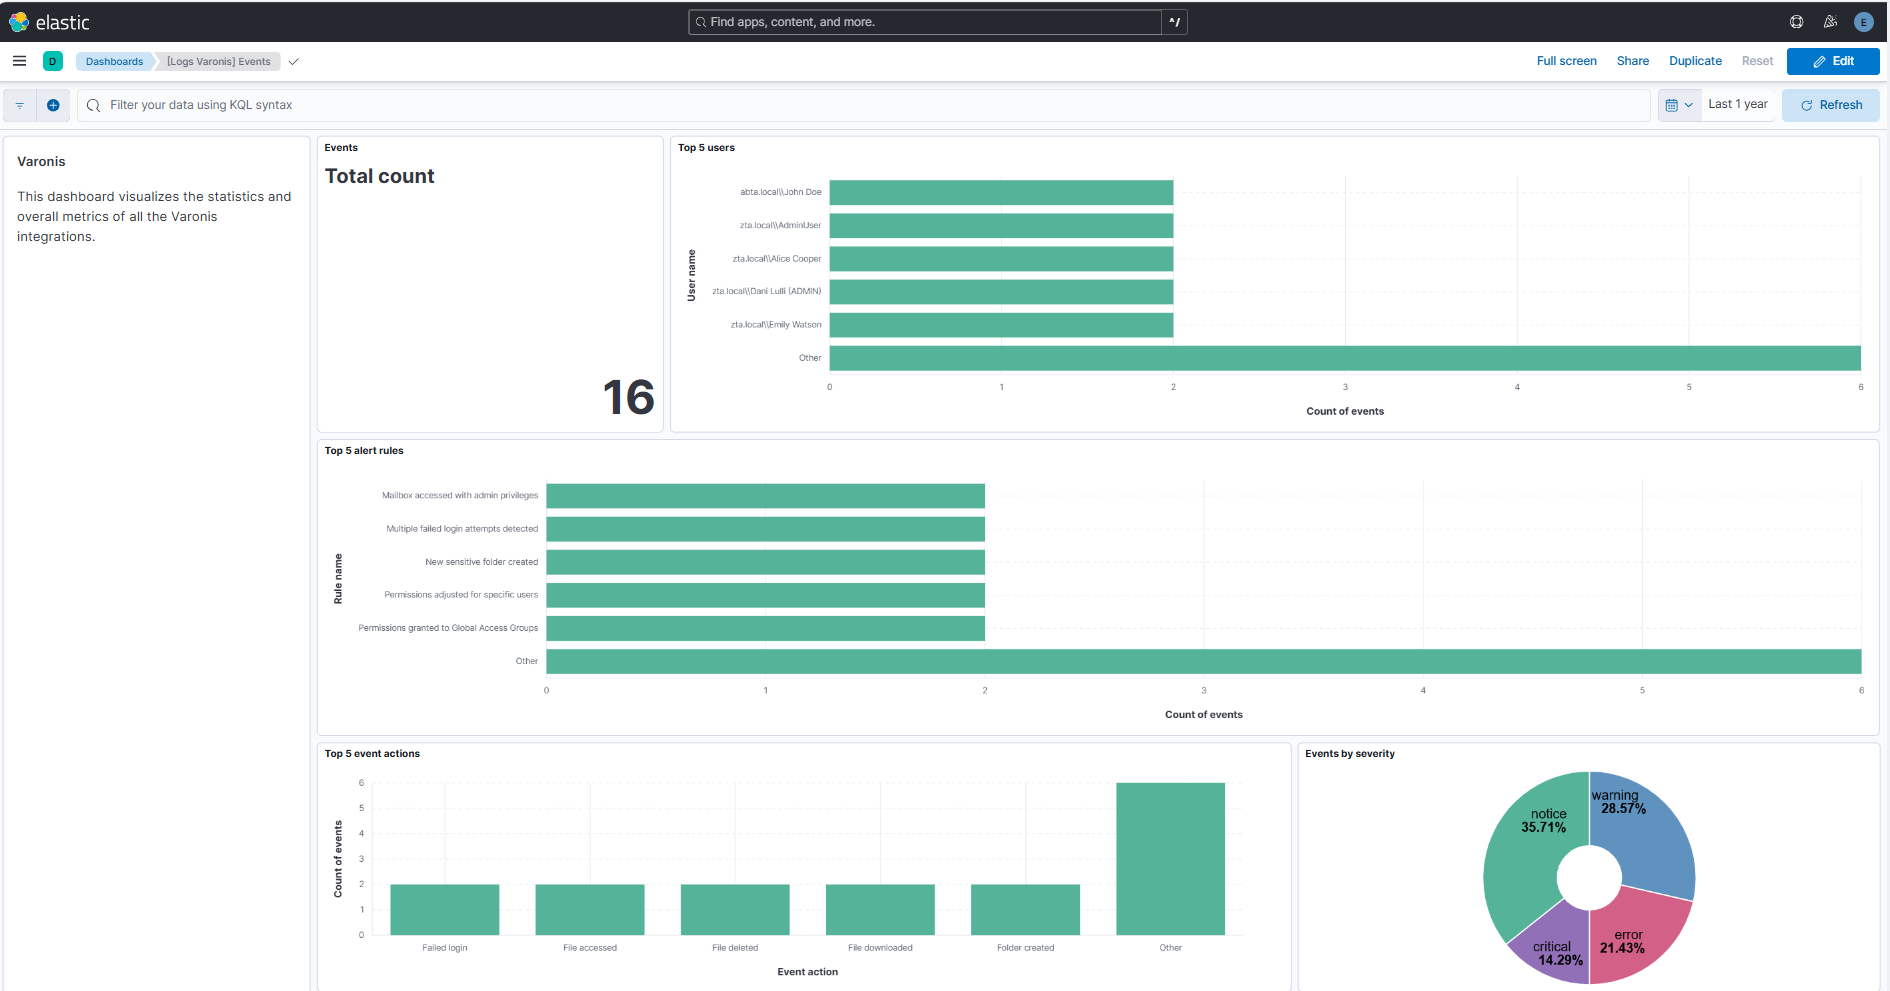 elastic
Find apps, content, and more.
^/
E
D
Dashboards
[Logs Varonis] Events
Full screen
Share
Duplicate
Reset
Edit
Filter your data using KQL syntax
Last 1 year
Refresh
Varonis
This dashboard visualizes the statistics and
overall metrics of all the Varonis
integrations.
Events
Total count
16
Top 5 users
User name
abta.local\\John Doe
zta.local\\AdminUser
zta.local\\Alice Cooper
zta.local\\Dani Lulli (ADMIN)
zta.local\\Emily Watson
Other
0 1 2 3 4 5 6
Count of events
Top 5 alert rules
Rule name
Mailbox accessed with admin privileges
Multiple failed login attempts detected
New sensitive folder created
Permissions adjusted for specific users
Permissions granted to Global Access Groups
Other
0 1 2 3 4 5 6
Count of events
Top 5 event actions
Count of events
6
5
4
3
2
1
0
Failed login File accessed File deleted File downloaded Folder created Other
Event action
Events by severity
warning
28.57%
notice
35.71%
error
21.43%
critical
14.29%